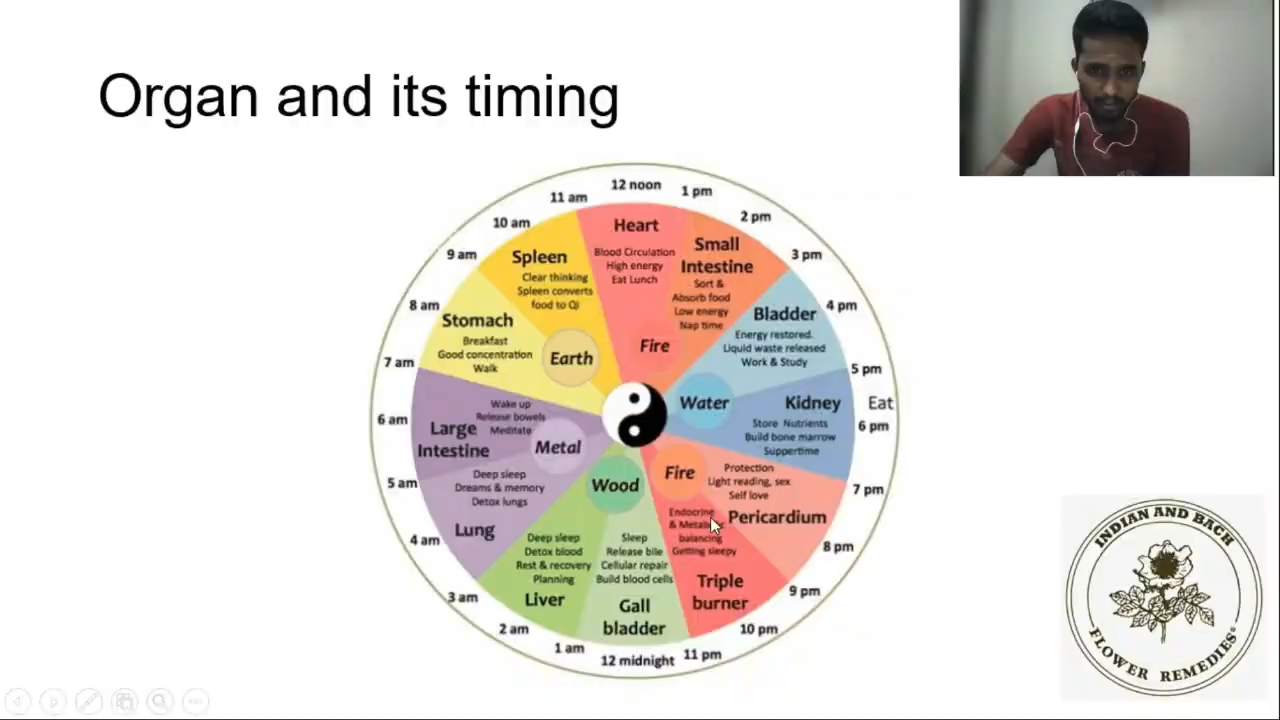 Organ and its timing
12 noon
1 pm
2 pm
3 pm
4 pm
5 pm
Eat
6 pm
7 pm
8 pm
9 pm
10 pm
11 pm
12 midnight
1 am
2 am
3 am
4 am
5 am
6 am
7 am
8 am
9 am
10 am
11 am
Heart
Blood Circulation
High energy
Eat Lunch
Small
Intestine
Sort &
Absorb food
Low energy
Nap time
Fire
Bladder
Energy restored.
Liquid waste released
Work & Study
Water
Kidney
Store Nutrients
Build bone marrow
Suppertime
Protection
Light reading, sex
Self love
Pericardium
Fire
Endocrine
&
balancing
Getting sleepy
Triple
burner
Sleep
Release bile
Cellular repair
Build blood cells
Gall
bladder
Wood
Deep sleep
Detox blood
Rest & recovery
Planning
Liver
Deep sleep
Dreams & memory
Detox lungs
Lung
Metal
Wake up
Release bowels
Meditate
Large
Intestine
Stomach
Breakfast
Good concentration
Walk
Earth
Spleen
Clear thinking
Spleen converts
food to Qi
INDIAN AND BACH
FLOWER REMEDIES